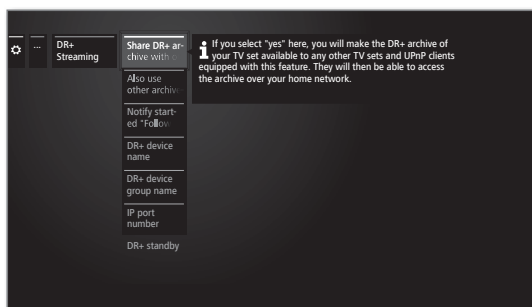 ...
DR+
Streaming
Share DR+ ar-
chive with
Also use
other archive-
Notify start-
ed "Follow
DR+ device
name
DR+ device
group name
IP port
number
DR+ standby
i If you select "yes" here, you will make the DR+ archive of
your TV set available to any other TV sets and UPnP clients
equipped with this feature. They will then be able to access
the archive over your home network.